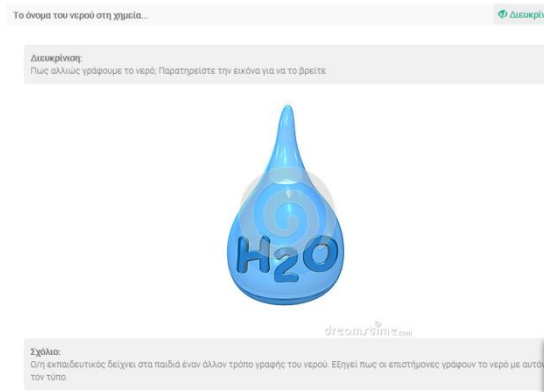 Το όνομα του νερού στη χημεία...
Διευκρίν
Διευκρίνιση:
Πως αλλιώς γράφουμε το νερό; Παρατηρείστε την εικόνα για να το βρείτε
H2O
dreamstime.com
Σχόλιο:
Ο/η εκπαιδευτικός δείχνει στα παιδιά έναν άλλον τρόπο γραφής του νερού. Εξηγεί πως οι επιστήμονες γράφουν το νερό με αυτόν
τον τύπο.